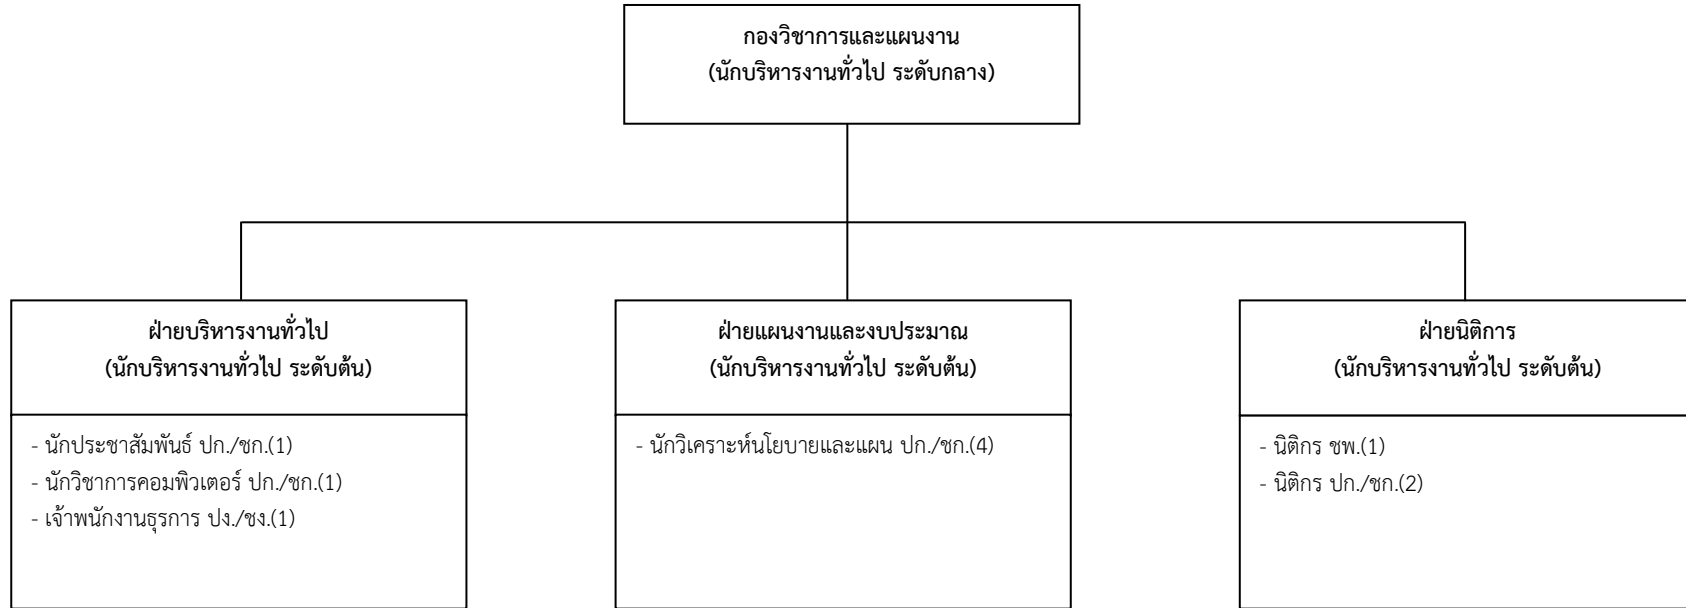 กองวิชาการและแผนงาน
(นักบริหารงานทั่วไป ระดับกลาง)
ฝ่ายบริหารงานทั่วไป
(นักบริหารงานทั่วไป ระดับต้น)
- นักประชาสัมพันธ์ ปก./ชก.(1)
- นักวิชาการคอมพิวเตอร์ ปก./ชก.(1)
- เจ้าพนักงานธุรการ ปง./ชง.(1)
ฝ่ายแผนงานและงบประมาณ
(นักบริหารงานทั่วไป ระดับต้น)
- นักวิเคราะห์นโยบายและแผน ปก./ชก.(4)
ฝ่ายนิติการ
(นักบริหารงานทั่วไป ระดับต้น)
- นิติกร ชพ.(1)
- นิติกร ปก./ชก.(2)